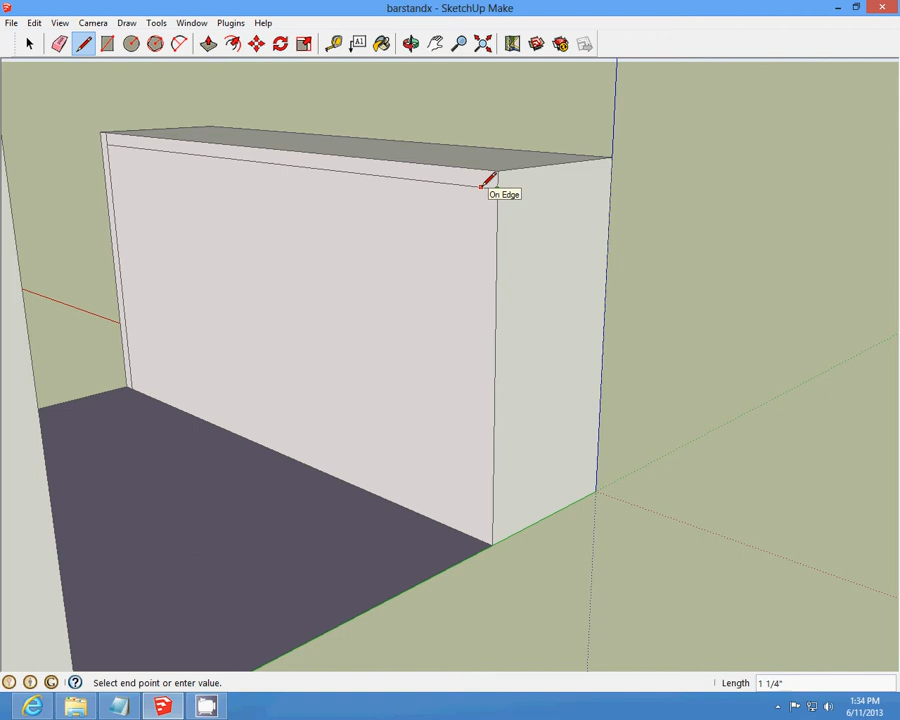 barstandx - SketchUp Make
File Edit View Camera Draw Tools Window Plugins Help
A1
On Edge
Select end point or enter value.
Length 1 1/4"
1:34 PM
6/11/2013